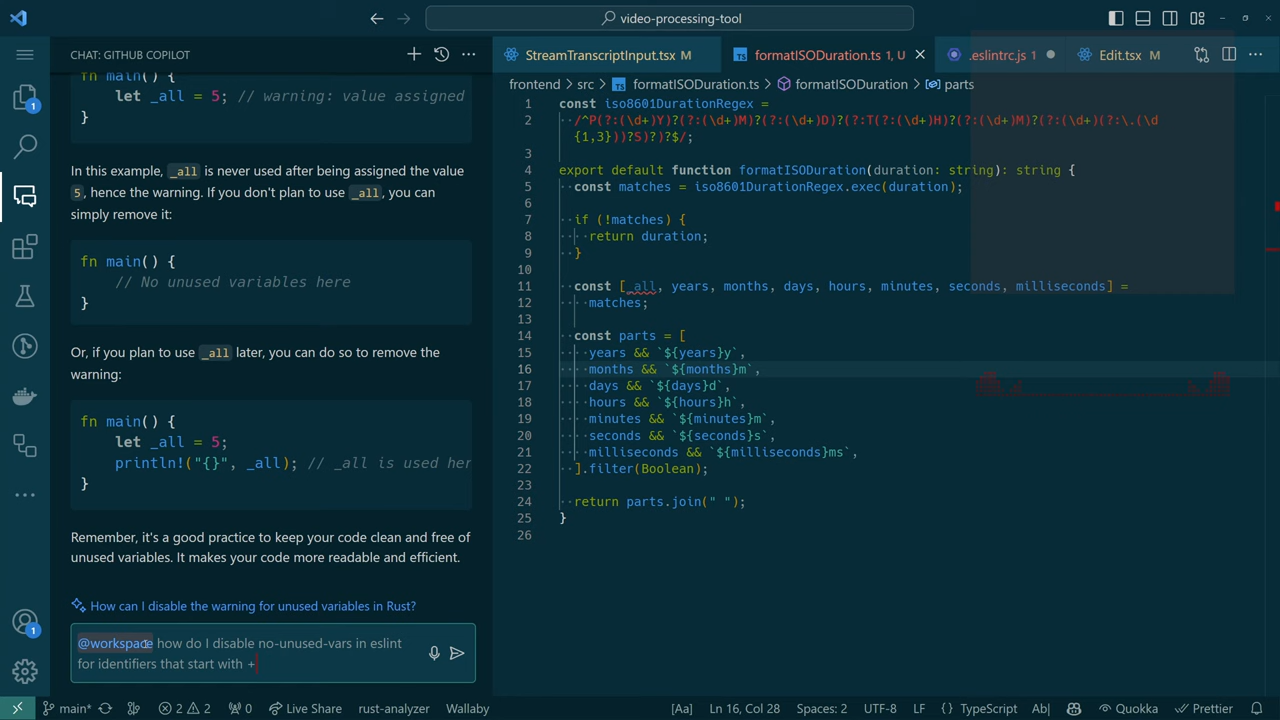 video-processing-tool
CHAT: GITHUB COPILOT
fn main() {
let _all = 5; // warning: value assigned
}
In this example, _all is never used after being assigned the value
5, hence the warning. If you don't plan to use _all, you can
simply remove it:
fn main() {
// No unused variables here
}
Or, if you plan to use _all later, you can do so to remove the
warning:
fn main() {
let _all = 5;
println!("{}", _all); // _all is used her
}
Remember, it's a good practice to keep your code clean and free of
unused variables. It makes your code more readable and efficient.
How can I disable the warning for unused variables in Rust?
@workspace how do I disable no-unused-vars in eslint
for identifiers that start with +
StreamTranscriptInput.tsx M
formatISODuration.ts 1, U
.eslintrc.js 1
Edit.tsx M
frontend > src > formatISODuration.ts > formatISODuration > parts
1 const iso8601DurationRegex =
2 /^P(?:(\d+)Y)?(?:(\d+)M)?(?:(\d+)D)?(?:T(?:(\d+)H)?(?:(\d+)M)?(?:(\d+)(?:\.(\d
{1,3}))?S)?)?$/;
3
4 export default function formatISODuration(duration: string): string {
5 const matches = iso8601DurationRegex.exec(duration);
6
7 if (!matches) {
8 return duration;
9 }
10
11 const [_all, years, months, days, hours, minutes, seconds, milliseconds] =
12 matches;
13
14 const parts = [
15 years && `${years}y`,
16 months && `${months}m`,
17 days && `${days}d`,
18 hours && `${hours}h`,
19 minutes && `${minutes}m`,
20 seconds && `${seconds}s`,
21 milliseconds && `${milliseconds}ms`,
22 ].filter(Boolean);
23
24 return parts.join(" ");
25 }
26
1
1
main* 2 2 0 Live Share rust-analyzer Wallaby [Aa] Ln 16, Col 28 Spaces: 2 UTF-8 LF {} TypeScript Ab| Quokka Prettier